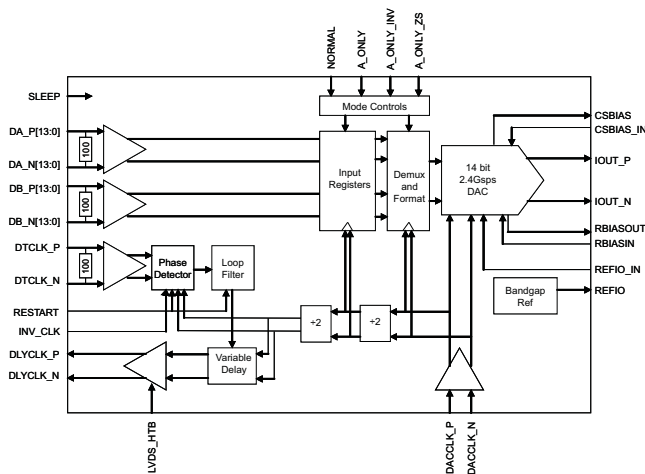 NORMAL
A_ONLY
A_ONLY_INV
A_ONLY_ZS
SLEEP
Mode Controls
CSBIAS
CSBIAS_IN
DA_P[13:0]
100
DA_N[13:0]
DB_P[13:0]
100
DB_N[13:0]
Input
Registers
Demux
and
Format
14 bit
2.4Gsps
DAC
IOUT_P
IOUT_N
RBIASOUT
RBIASIN
DTCLK_P
100
DTCLK_N
Phase
Detector
Loop
Filter
REFIO_IN
Bandgap
Ref
REFIO
RESTART
INV_CLK
÷2
÷2
DLYCLK_P
DLYCLK_N
Variable
Delay
LVDS_HTB
DACCLK_P
DACCLK_N